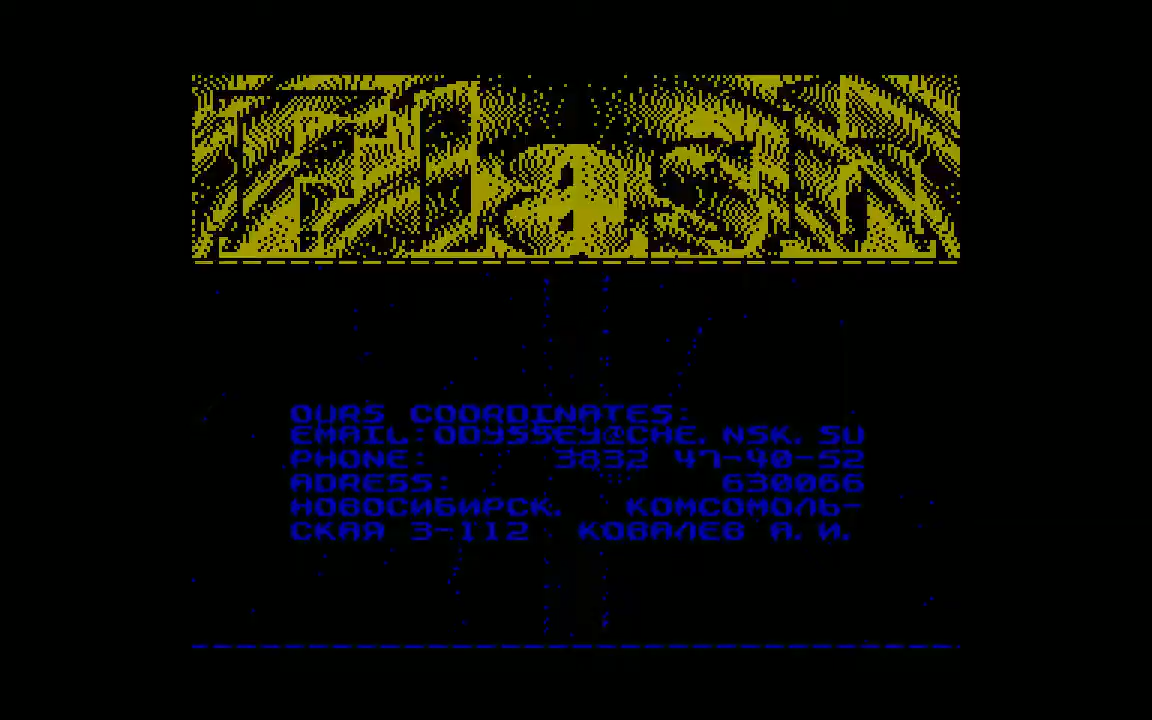 OURS COORDINATES:
EMAIL:ODYSSEY@CHE.NSK.SU
PHONE: 3832 47-40-52
ADRESS: 630066
НОВОСИБИРСК. КОМСОМОЛЬ-
СКАЯ 3-112 КОВАЛЕВ А.И.